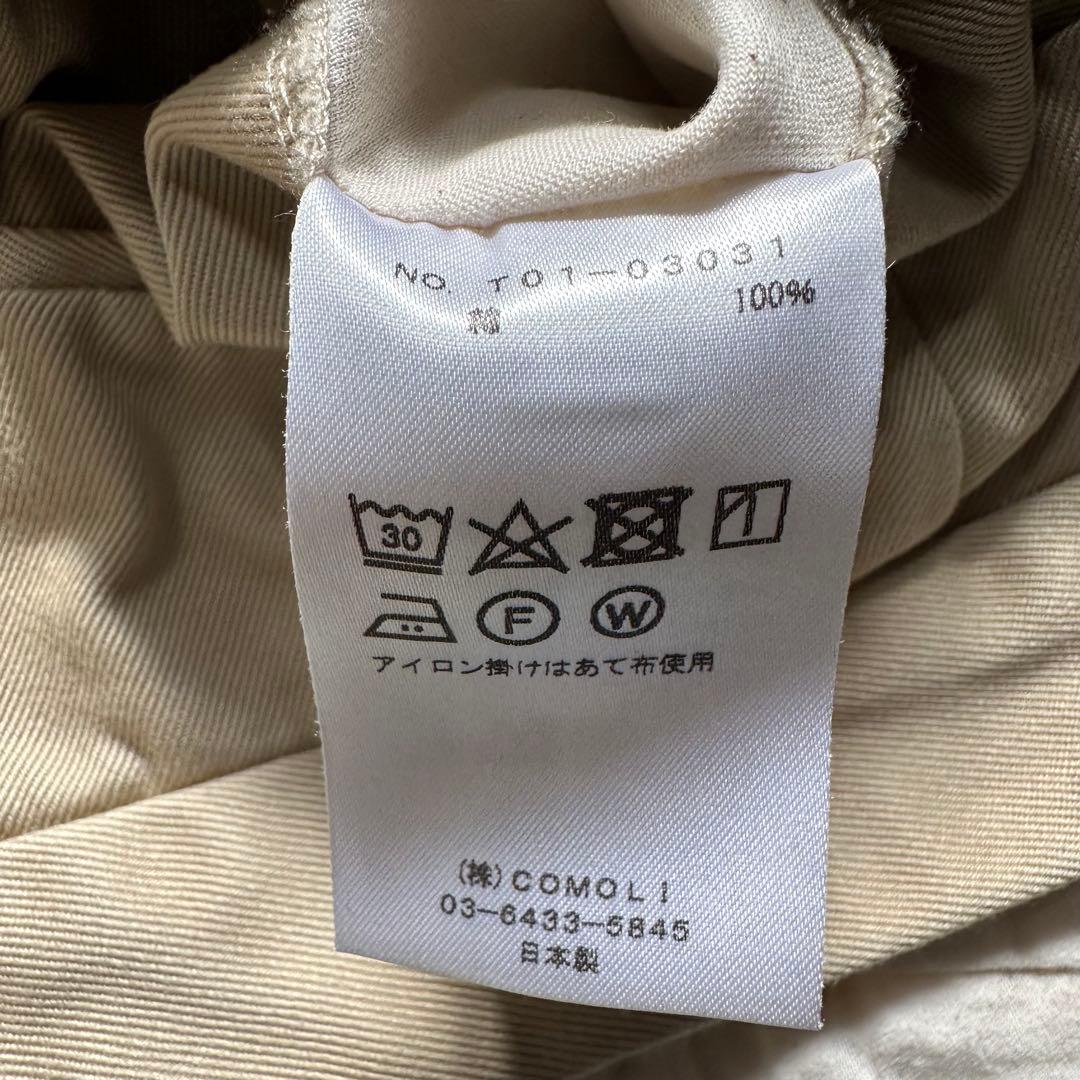 NO. T01-03031
綿 100%
30
F W
アイロン掛けはあて布使用
(株)COMOLI
03-6433-5845
日本製